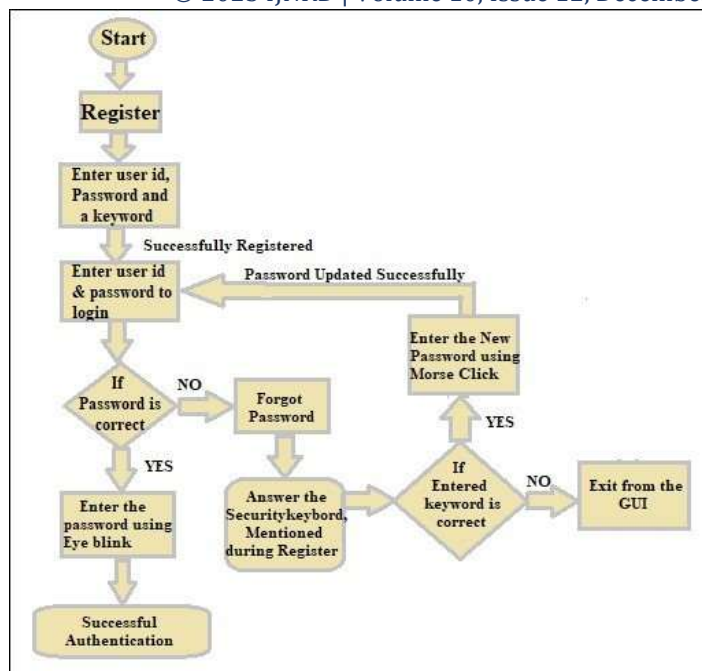 Start
Register
Enter user id,
Password and
a keyword
Successfully Registered
Enter user id
& password to
login
Password Updated Successfully
Enter the New
Password using
Morse Click
If
Password is
correct
NO
Forgot
Password
YES
YES
Enter the
password using
Eye blink
Answer the
Securitykeybord,
Mentioned
during Register
If
Entered
keyword is
correct
NO
Exit from the
GUI
Successful
Authentication